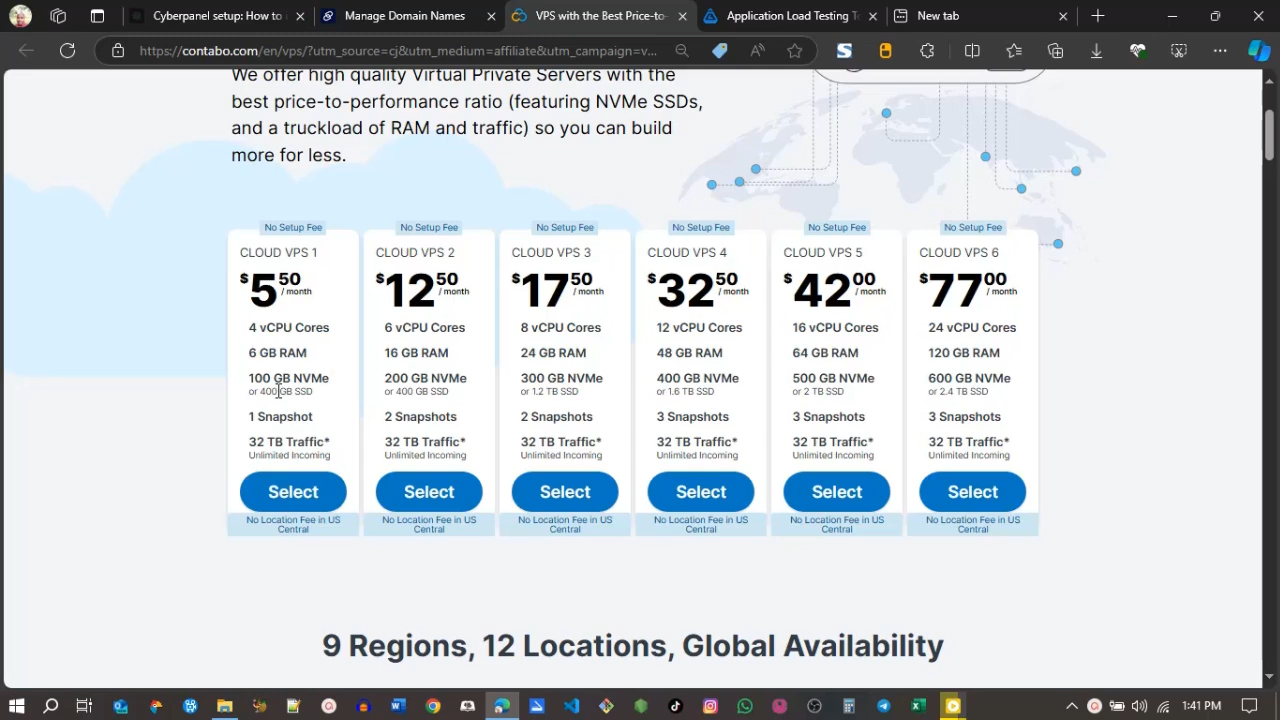 Cyberpanel setup: How to
Manage Domain Names
VPS with the Best Price-to-
Application Load Testing T
New tab
https://contabo.com/en/vps/?utm_source=cj&utm_medium=affiliate&utm_campaign=v...
We offer high quality Virtual Private Servers with the
best price-to-performance ratio (featuring NVMe SSDs,
and a truckload of RAM and traffic) so you can build
more for less.
No Setup Fee
CLOUD VPS 1
$5.50 / month
4 vCPU Cores
6 GB RAM
100 GB NVMe
or 400 GB SSD
1 Snapshot
32 TB Traffic*
Unlimited Incoming
Select
No Location Fee in US
Central
No Setup Fee
CLOUD VPS 2
$12.50 / month
6 vCPU Cores
16 GB RAM
200 GB NVMe
or 400 GB SSD
2 Snapshots
32 TB Traffic*
Unlimited Incoming
Select
No Location Fee in US
Central
No Setup Fee
CLOUD VPS 3
$17.50 / month
8 vCPU Cores
24 GB RAM
300 GB NVMe
or 1.2 TB SSD
2 Snapshots
32 TB Traffic*
Unlimited Incoming
Select
No Location Fee in US
Central
No Setup Fee
CLOUD VPS 4
$32.50 / month
12 vCPU Cores
48 GB RAM
400 GB NVMe
or 1.6 TB SSD
3 Snapshots
32 TB Traffic*
Unlimited Incoming
Select
No Location Fee in US
Central
No Setup Fee
CLOUD VPS 5
$42.00 / month
16 vCPU Cores
64 GB RAM
500 GB NVMe
or 2 TB SSD
3 Snapshots
32 TB Traffic*
Unlimited Incoming
Select
No Location Fee in US
Central
No Setup Fee
CLOUD VPS 6
$77.00 / month
24 vCPU Cores
120 GB RAM
600 GB NVMe
or 2.4 TB SSD
3 Snapshots
32 TB Traffic*
Unlimited Incoming
Select
No Location Fee in US
Central
9 Regions, 12 Locations, Global Availability
1:41 PM